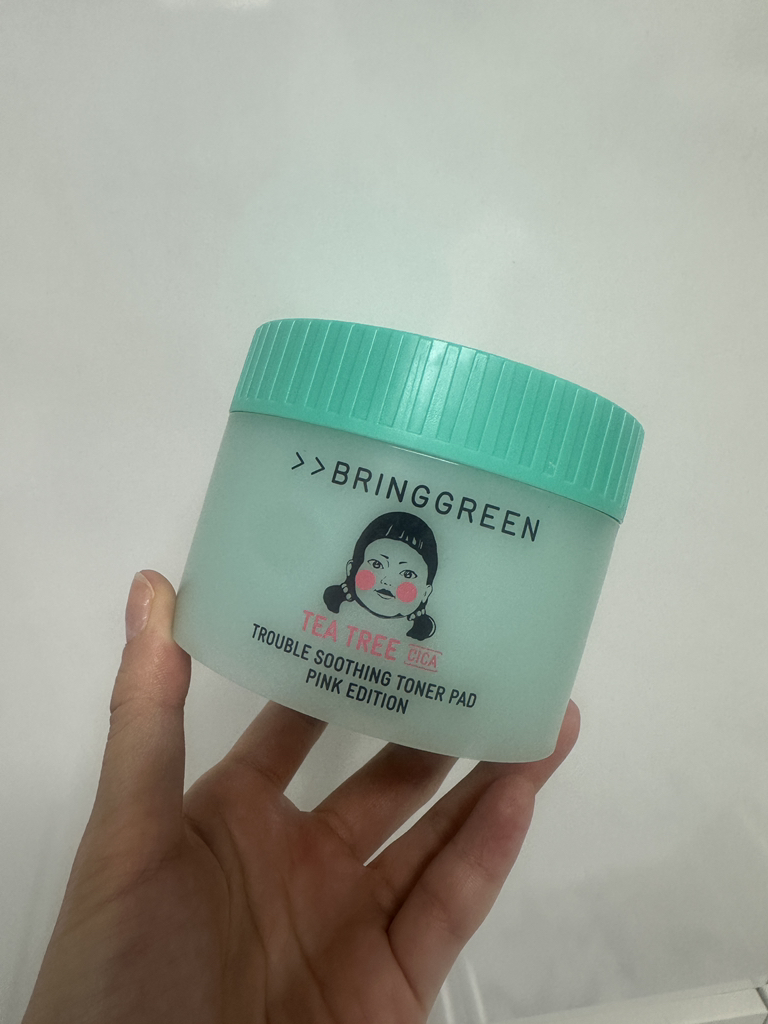 >>BRINGGREEN
TEA TREE CICA
TROUBLE SOOTHING TONER PAD
PINK EDITION